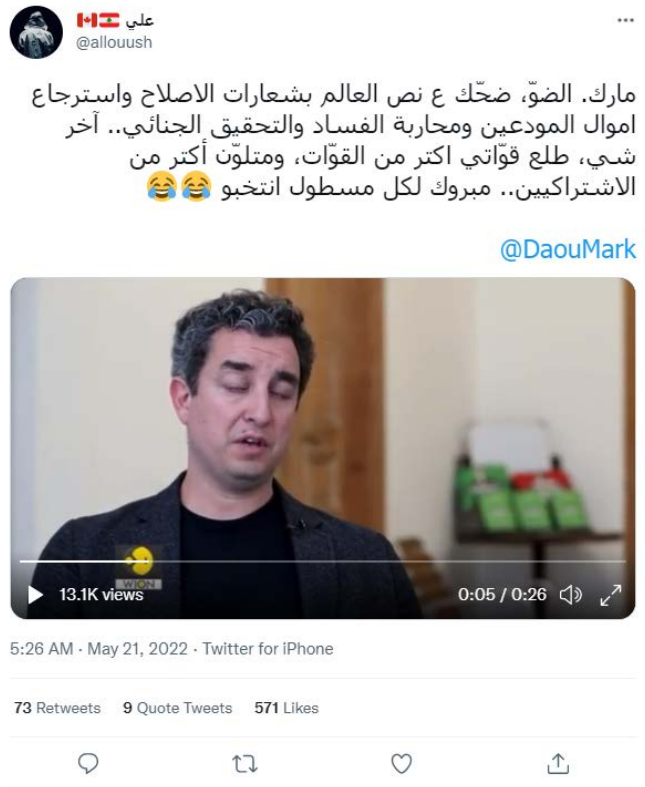 علي 🇱🇧🇨🇦
@allouush
مارك. الضوّ، ضحّك ع نص العالم بشعارات الاصلاح واسترجاع
اموال المودعين ومحاربة الفساد والتحقيق الجنائي.. آخر
شي، طلع قوّاتي اكتر من القوّات، ومتلوّن أكتر من
الاشتراكيين.. مبروك لكل مسطول انتخبو 😂😂
@DaouMark
WION
13.1K views
0:05 / 0:26
5:26 AM · May 21, 2022 · Twitter for iPhone
73 Retweets 9 Quote Tweets 571 Likes